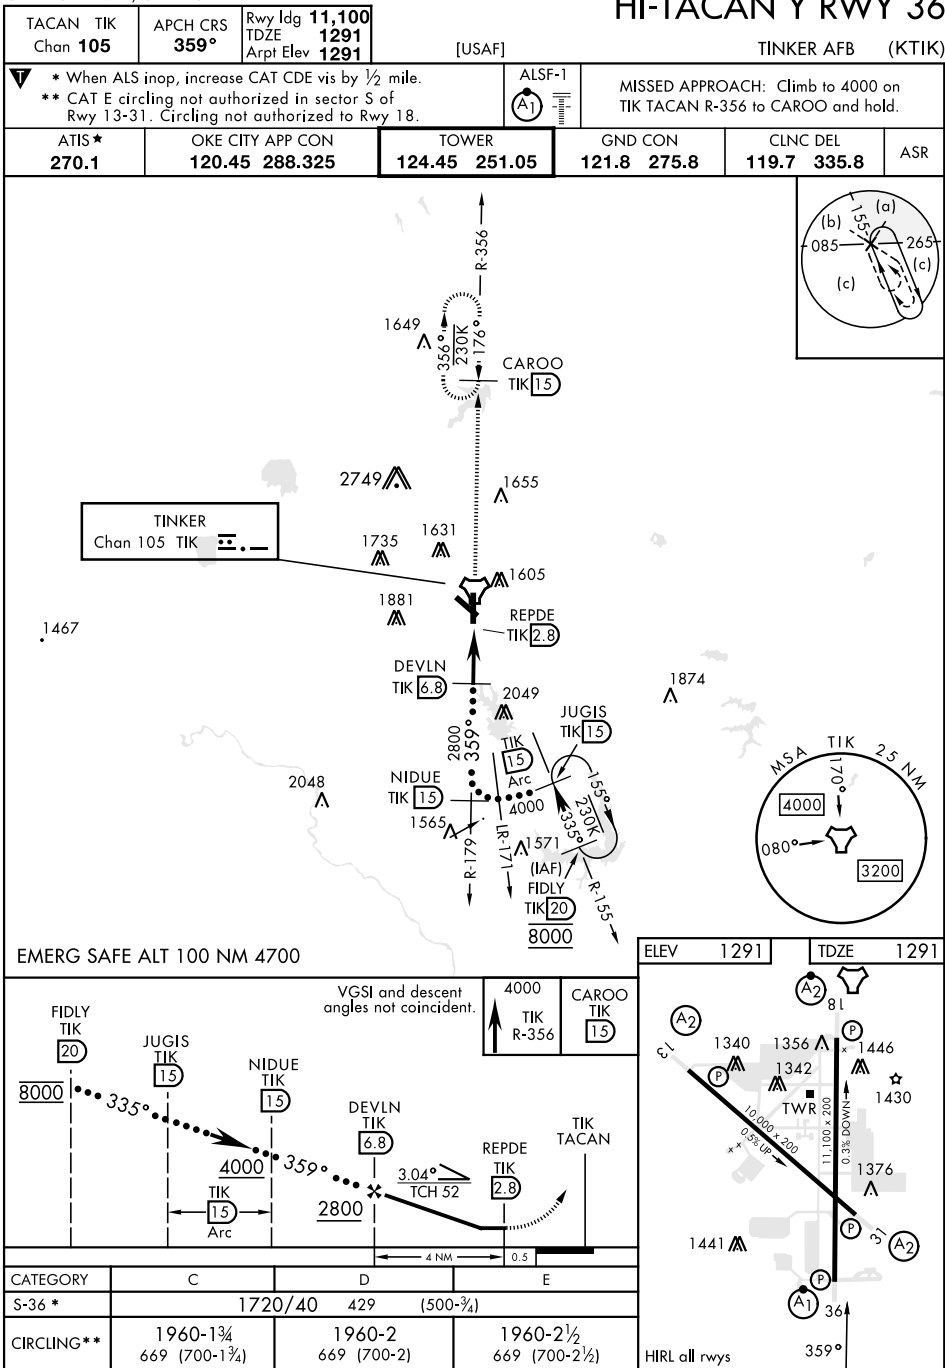 HI-TACAN Y RWY 36
TACAN TIK
Chan 105
APCH CRS
359°
Rwy ldg 11,100
TDZE 1291
Arpt Elev 1291
[USAF]
TINKER AFB (KTIK)
T
* When ALS inop, increase CAT CDE vis by ½ mile.
** CAT E circling not authorized in sector S of
Rwy 13-31. Circling not authorized to Rwy 18.
ALSF-1
A1
MISSED APPROACH: Climb to 4000 on
TIK TACAN R-356 to CAROO and hold.
ATIS★
270.1
OKE CITY APP CON
120.45 288.325
TOWER
124.45 251.05
GND CON
121.8 275.8
CLNC DEL
119.7 335.8
ASR
(a)
(b)
155
085
265
(c)
(c)
R-356
1649
356°
230K
176°
CAROO
TIK 15
2749
1655
TINKER
Chan 105 TIK
1735
1631
1605
1881
REPDE
TIK 2.8
1467
DEVLN
TIK 6.8
1874
2049
JUGIS
TIK 15
2800
359°
TIK
15
Arc
4000
NIDUE
TIK 15
155°
230K
335°
2048
1565
R-179
LR-171
1571
(IAF)
FIDLY
TIK 20
8000
R-155
MSA TIK 25 NM
170°
4000
080°
3200
EMERG SAFE ALT 100 NM 4700
ELEV 1291
TDZE 1291
VGSI and descent
angles not coincident.
4000
TIK
R-356
CAROO
TIK
15
FIDLY
TIK
20
8000
335°
JUGIS
TIK
15
NIDUE
TIK
15
4000
359°
TIK
15
Arc
DEVLN
TIK
6.8
2800
3.04°
TCH 52
REPDE
TIK
2.8
TIK
TACAN
4 NM
0.5
A2
18
A2
13
P
1340
1356
1446
P
1342
TWR
1430
10,000 x 200
0.5% UP
11,100 x 200
0.3% DOWN
1376
P
31
A2
1441
P
A1
36
359°
HIRL all rwys
CATEGORY C D E
S-36 * 1720/40 429 (500-¾)
CIRCLING** 1960-1¾ 1960-2 1960-2½
669 (700-1¾) 669 (700-2) 669 (700-2½)